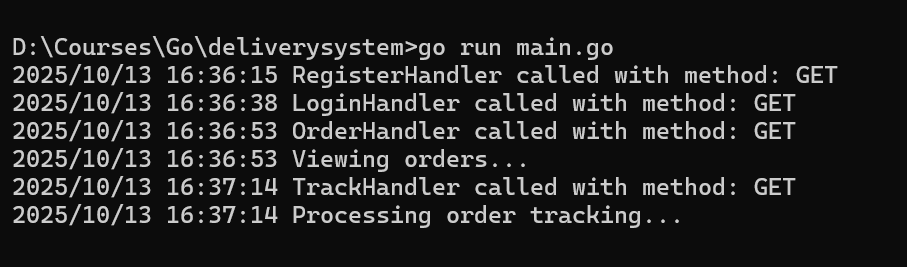 D:\Courses\Go\deliverysystem>go run main.go
2025/10/13 16:36:15 RegisterHandler called with method: GET
2025/10/13 16:36:38 LoginHandler called with method: GET
2025/10/13 16:36:53 OrderHandler called with method: GET
2025/10/13 16:36:53 Viewing orders...
2025/10/13 16:37:14 TrackHandler called with method: GET
2025/10/13 16:37:14 Processing order tracking...